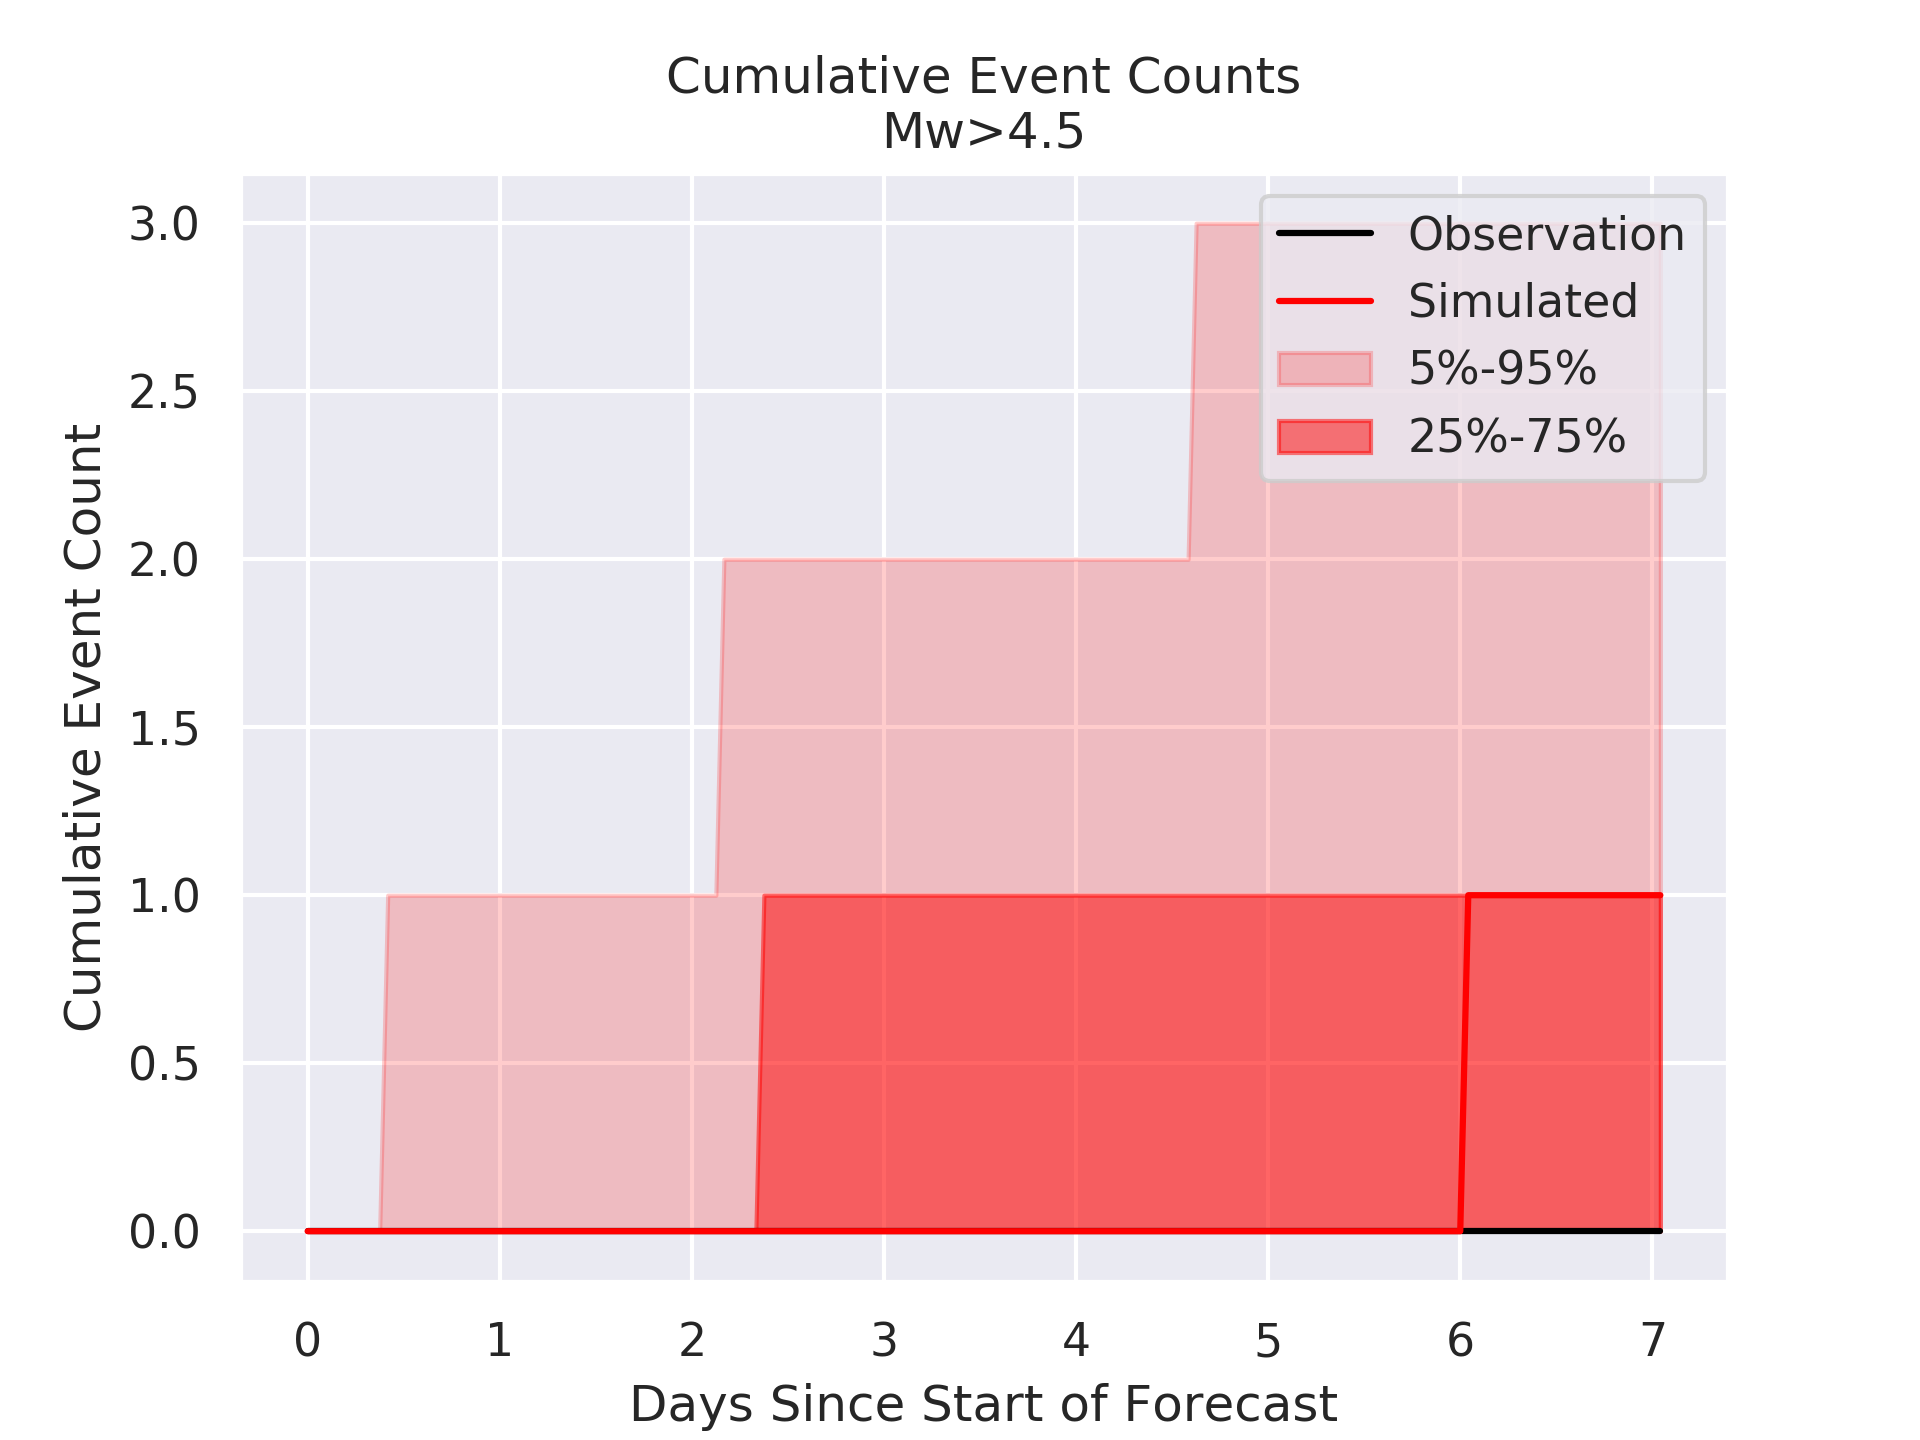 Cumulative Event Counts
Mw>4.5
Cumulative Event Count
3.0
2.5
2.0
1.5
1.0
0.5
0.0
Observation
Simulated
5%-95%
25%-75%
0 1 2 3 4 5 6 7
Days Since Start of Forecast